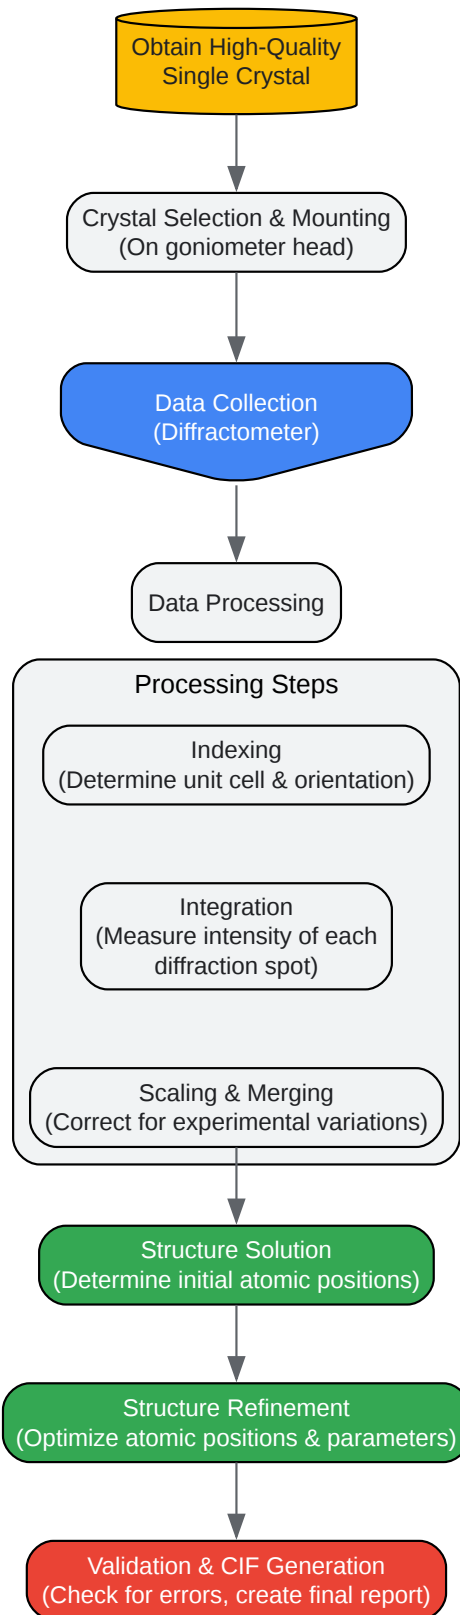 Obtain High-Quality
Single Crystal
Crystal Selection & Mounting
(On goniometer head)
Data Collection
(Diffractometer)
Data Processing
Processing Steps
Indexing
(Determine unit cell & orientation)
Integration
(Measure intensity of each
diffraction spot)
Scaling & Merging
(Correct for experimental variations)
Structure Solution
(Determine initial atomic positions)
Structure Refinement
(Optimize atomic positions & parameters)
Validation & CIF Generation
(Check for errors, create final report)